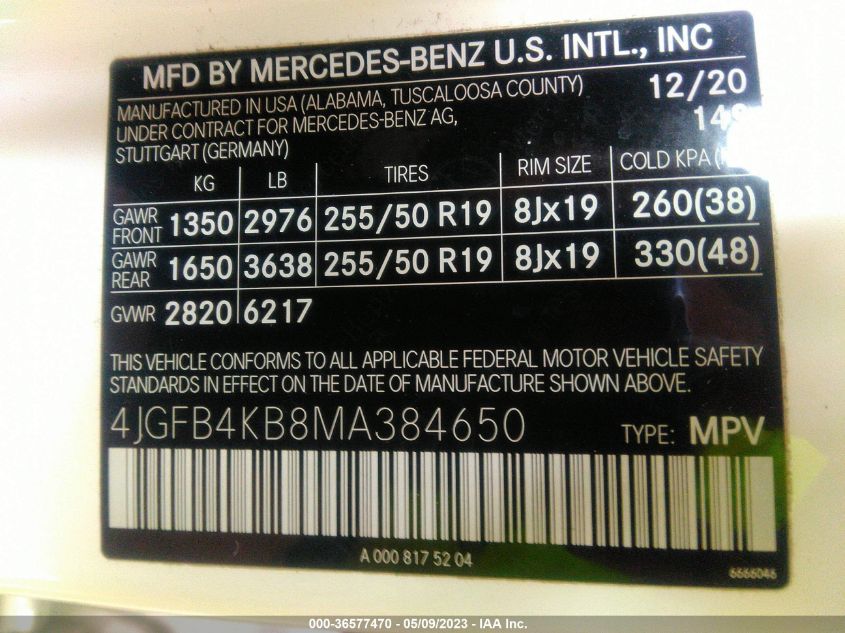 MFD BY MERCEDES-BENZ U.S. INTL., INC
MANUFACTURED IN USA (ALABAMA, TUSCALOOSA COUNTY) 12/20
UNDER CONTRACT FOR MERCEDES-BENZ AG,
STUTTGART (GERMANY)
KG LB TIRES RIM SIZE COLD KPA
GAWR FRONT 1350 2976 255/50 R19 8Jx19 260(38)
GAWR REAR 1650 3638 255/50 R19 8Jx19 330(48)
GVWR 2820 6217
THIS VEHICLE CONFORMS TO ALL APPLICABLE FEDERAL MOTOR VEHICLE SAFETY
STANDARDS IN EFFECT ON THE DATE OF MANUFACTURE SHOWN ABOVE.
4JGFB4KB8MA384650 TYPE: MPV
A 000 817 52 04
6666046
000-36577470 - 05/09/2023 - IAA Inc.